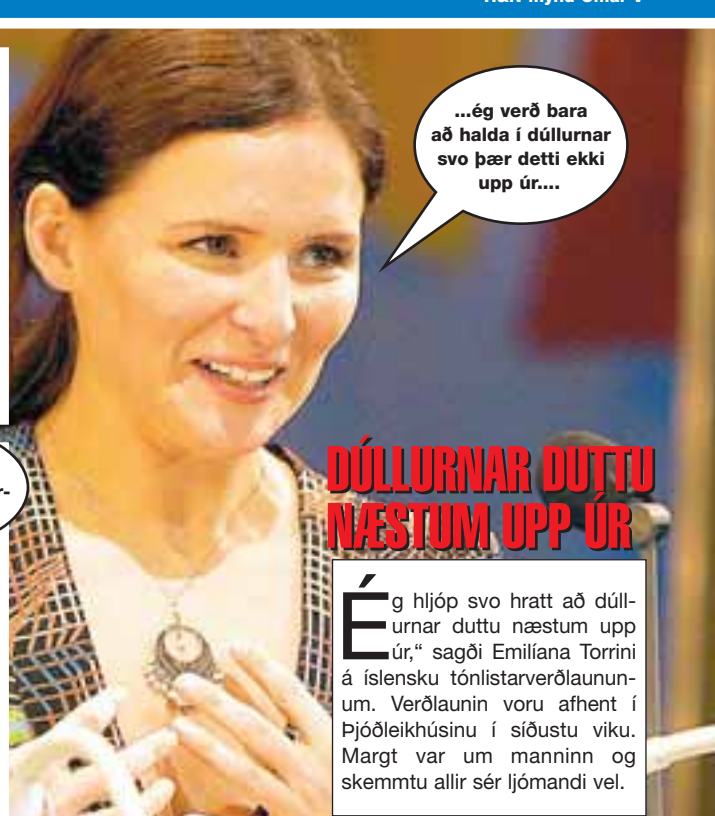 ...ég verð bara
að halda í dúllurnar
svo þær detti ekki
upp úr....
DÚLLURNAR DUTTU
NÆSTUM UPP ÚR
Ég hljóp svo hratt að dúll-
urnar duttu næstum upp
úr,“ sagði Emilíana Torrini
á íslensku tónlistarverðlaunun-
um. Verðlaunin voru afhent í
Þjóðleikhúsinu í síðustu viku.
Margt var um manninn og
skemmtu allir sér ljómandi vel.